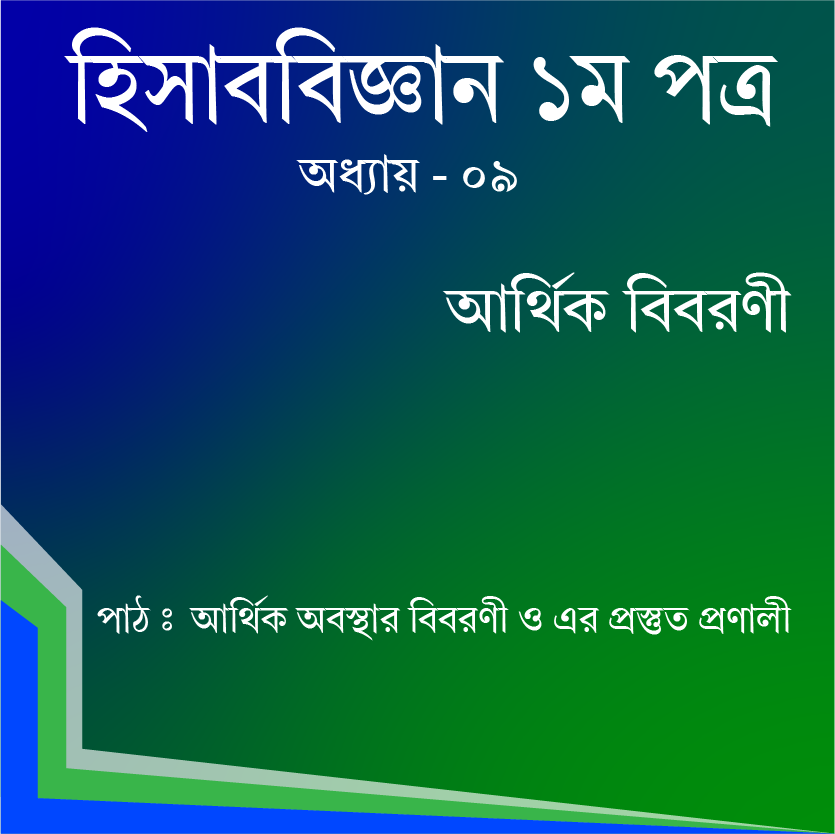 হিসাববিজ্ঞান ১ম পত্র
অধ্যায় - ০৯
আর্থিক বিবরণী
পাঠ ঃ আর্থিক অবস্থার বিবরণী ও এর প্রস্তুত প্রণালী